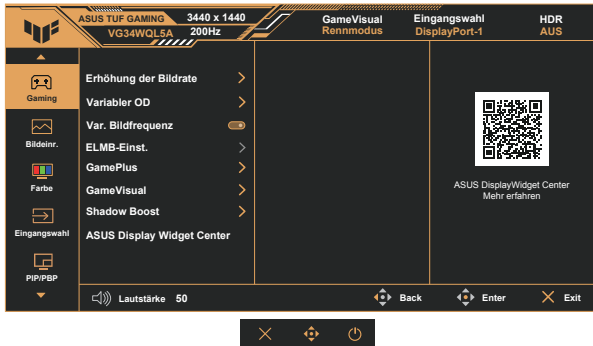 ASUS TUF GAMING 3440 x 1440
VG34WQL5A 200Hz
GameVisual
Rennmodus
Eingangswahl
DisplayPort-1
HDR
AUS
Gaming
Bildeinr.
Farbe
Eingangswahl
PIP/PBP
Erhöhung der Bildrate
Variabler OD
Var. Bildfrequenz
ELMB-Einst.
GamePlus
GameVisual
Shadow Boost
ASUS Display Widget Center
ASUS DisplayWidget Center
Mehr erfahren
Lautstärke 50
Back
Enter
Exit